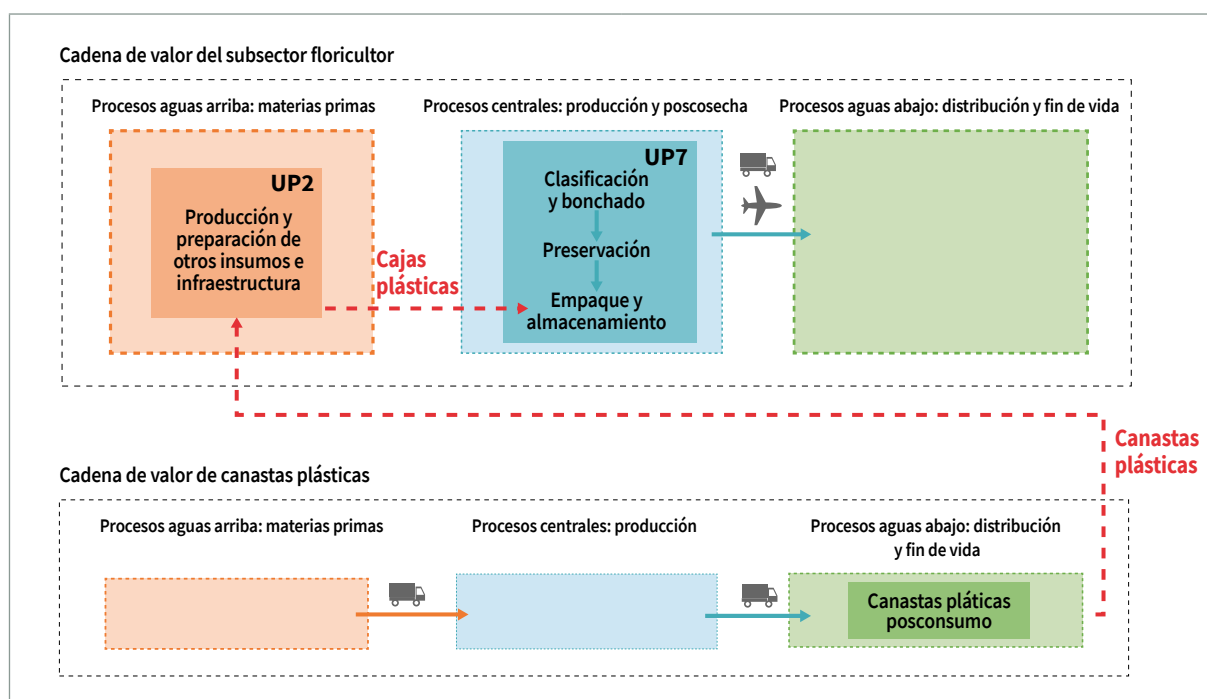 Cadena de valor del subsector floricultor
Procesos aguas arriba: materias primas
Procesos centrales: producción y poscosecha
Procesos aguas abajo: distribución y fin de vida
UP2
Producción y
preparación de
otros insumos e
infraestructura
Cajas
plásticas
UP7
Clasificación
y bonchado
Preservación
Empaque y
almacenamiento
Canastas
plásticas
Cadena de valor de canastas plásticas
Procesos aguas arriba: materias primas
Procesos centrales: producción
Procesos aguas abajo: distribución
y fin de vida
Canastas pláticas
posconsumo